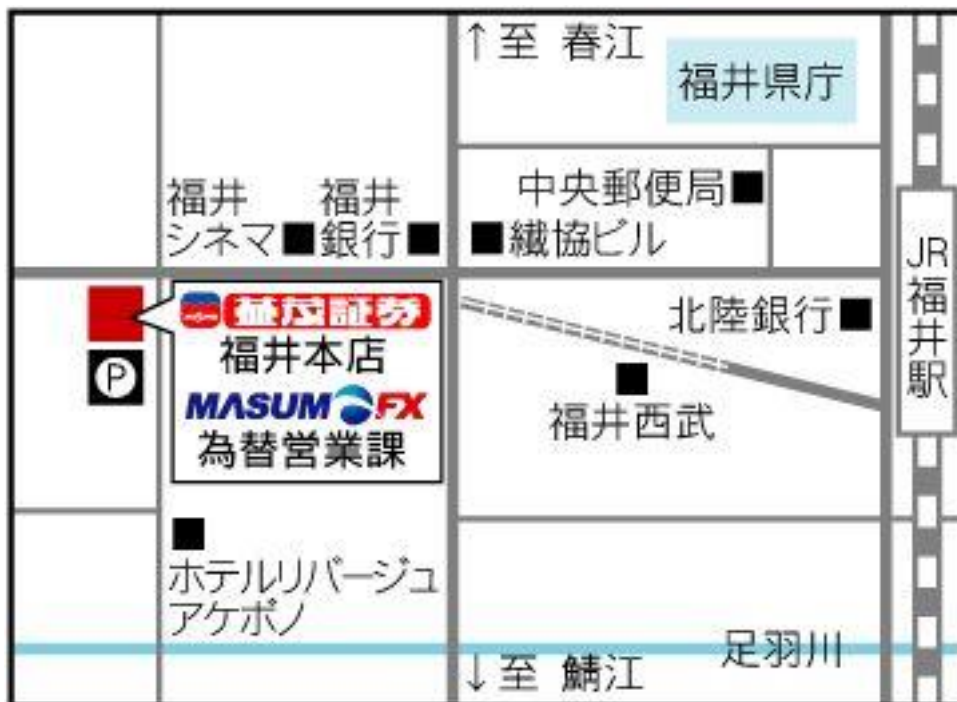 ↑至 春江
福井県庁
福井
シネマ
福井
銀行
中央郵便局
繊協ビル
JR福井駅
益茂証券
福井本店
MASUMO FX
為替営業課
P
北陸銀行
福井西武
ホテルリバージュ
アケボノ
足羽川
↓至 鯖江